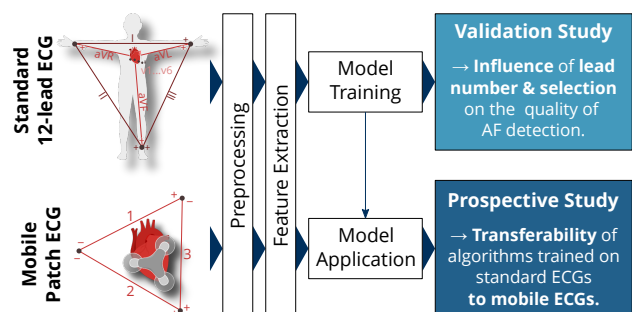 Standard
12-lead ECG
aVR
aVL
v1...v6
aVF
+
+
+
Preprocessing
Feature Extraction
Model
Training
Validation Study
→ Influence of lead
number & selection
on the quality of
AF detection.
Mobile
Patch ECG
1
2
3
+
−
−
−
+
+
Model
Application
Prospective Study
→ Transferability of
algorithms trained on
standard ECGs
to mobile ECGs.